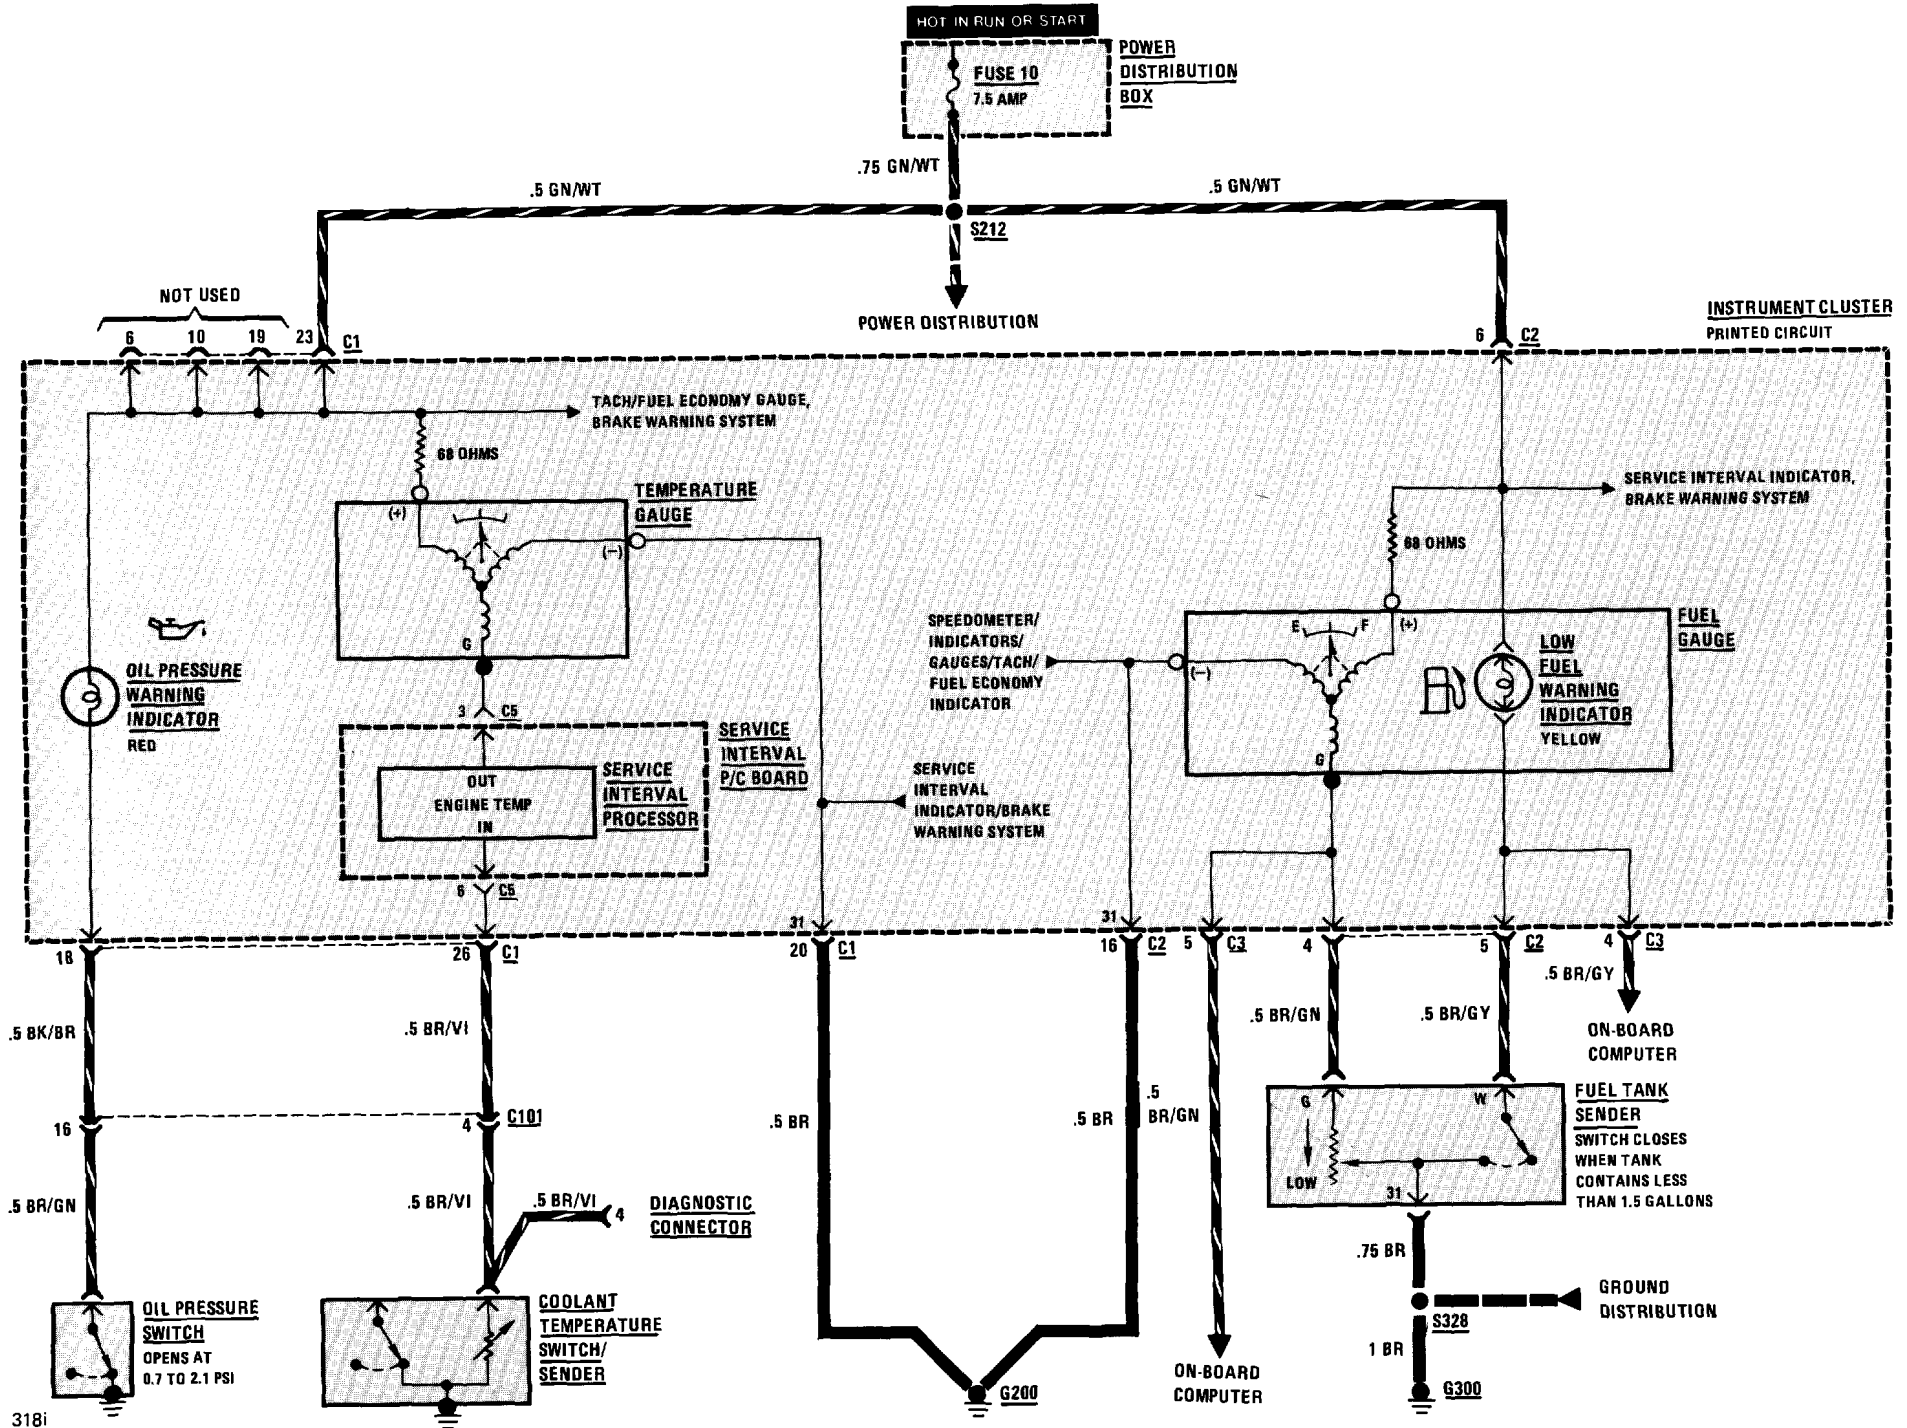 HOT IN RUN OR START
POWER
DISTRIBUTION
BOX
FUSE 10
7.5 AMP
.75 GN/WT
.5 GN/WT
.5 GN/WT
S212
POWER DISTRIBUTION
NOT USED
6
10
19
23
C1
6
C2
INSTRUMENT CLUSTER
PRINTED CIRCUIT
TACH/FUEL ECONOMY GAUGE,
BRAKE WARNING SYSTEM
68 OHMS
TEMPERATURE
GAUGE
(+)
(−)
G
SERVICE INTERVAL INDICATOR,
BRAKE WARNING SYSTEM
68 OHMS
OIL PRESSURE
WARNING
INDICATOR
RED
3
C5
SERVICE
INTERVAL
P/C BOARD
OUT
ENGINE TEMP
IN
SERVICE
INTERVAL
PROCESSOR
6
C5
SERVICE
INTERVAL
INDICATOR/BRAKE
WARNING SYSTEM
SPEEDOMETER/
INDICATORS/
GAUGES/TACH/
FUEL ECONOMY
INDICATOR
E
F
(+)
(−)
G
FUEL
GAUGE
LOW
FUEL
WARNING
INDICATOR
YELLOW
31
31
18
26
C1
20
C1
16
C2
5
C3
4
5
C2
4
C3
.5 BK/BR
.5 BR/VI
.5 BR/GN
.5 BR/GY
.5 BR/GY
ON-BOARD
COMPUTER
16
4
C101
.5 BR
.5 BR
.5
BR/GN
G
LOW
W
31
FUEL TANK
SENDER
SWITCH CLOSES
WHEN TANK
CONTAINS LESS
THAN 1.5 GALLONS
.5 BR/GN
.5 BR/VI
.5 BR/VI
4
DIAGNOSTIC
CONNECTOR
.75 BR
S328
GROUND
DISTRIBUTION
1 BR
G300
OIL PRESSURE
SWITCH
OPENS AT
0.7 TO 2.1 PSI
COOLANT
TEMPERATURE
SWITCH/
SENDER
G200
ON-BOARD
COMPUTER
318i